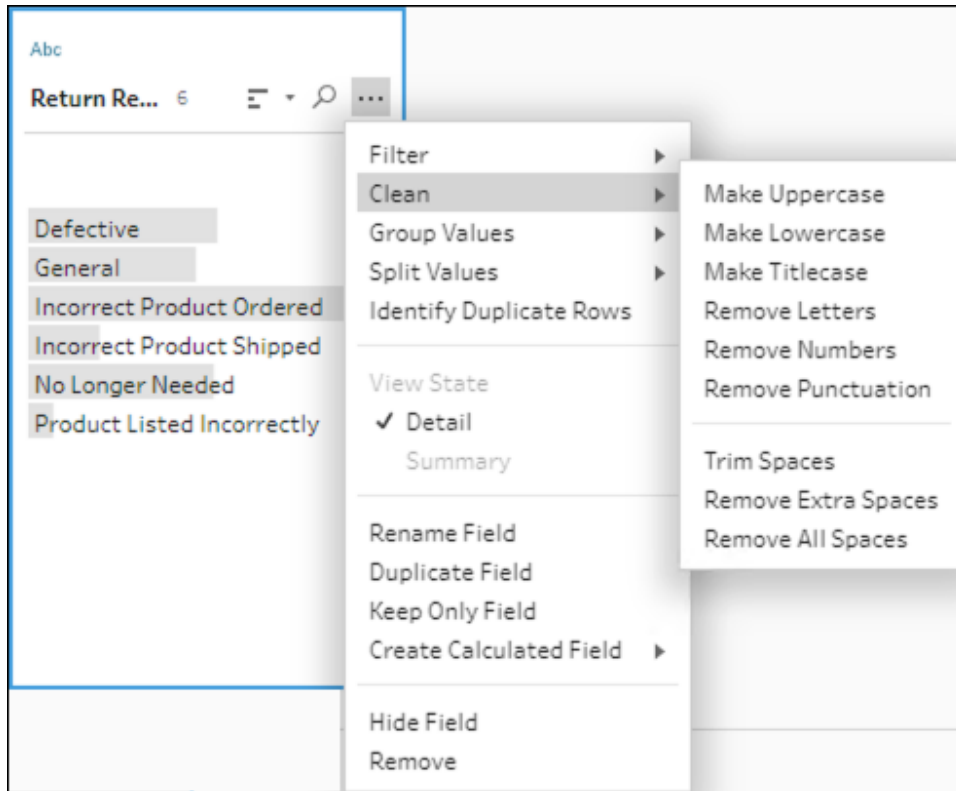 Abc
Return Re... 6
Defective
General
Incorrect Product Ordered
Incorrect Product Shipped
No Longer Needed
Product Listed Incorrectly
Filter
Clean
Group Values
Split Values
Identify Duplicate Rows
View State
Detail
Summary
Rename Field
Duplicate Field
Keep Only Field
Create Calculated Field
Hide Field
Remove
Make Uppercase
Make Lowercase
Make Titlecase
Remove Letters
Remove Numbers
Remove Punctuation
Trim Spaces
Remove Extra Spaces
Remove All Spaces